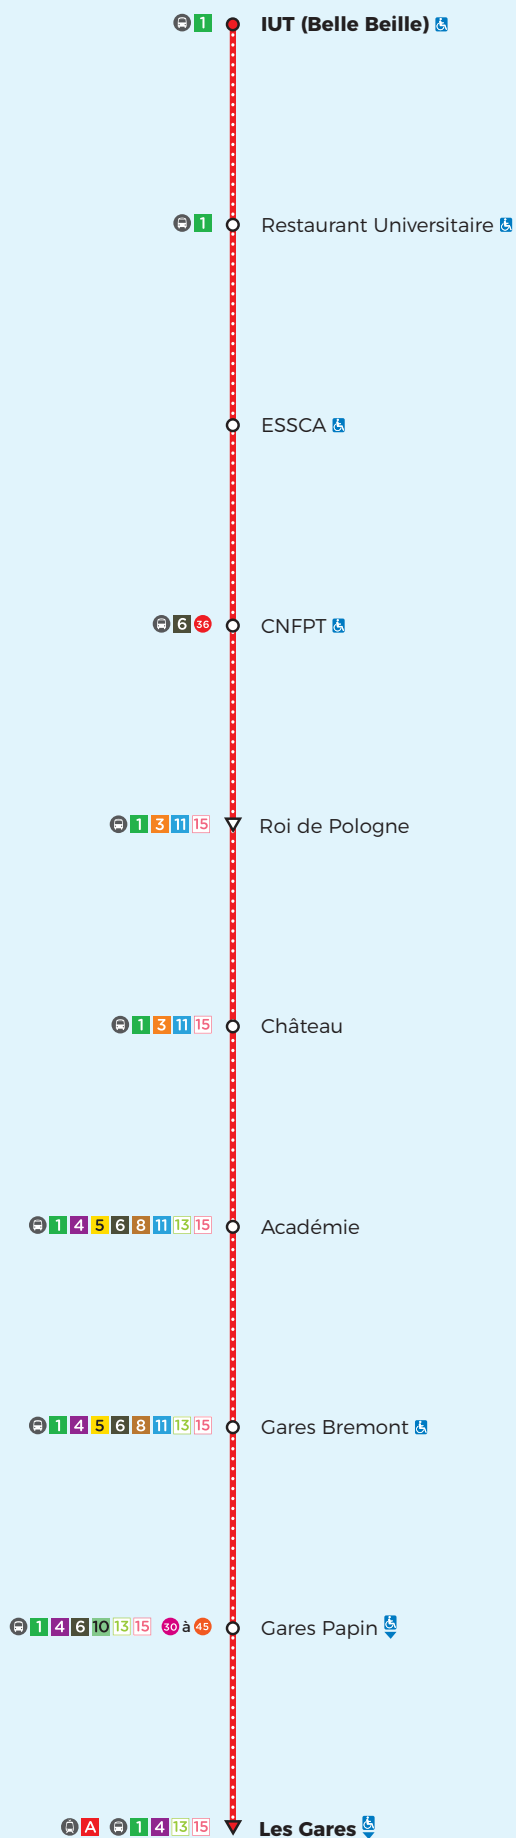 1 IUT (Belle Beille)
1 Restaurant Universitaire
ESSCA
6 36 CNFPT
1 3 11 15 Roi de Pologne
1 3 11 15 Château
1 4 5 6 8 11 13 15 Académie
1 4 5 6 8 11 13 15 Gares Bremont
1 4 6 10 13 15 30 à 45 Gares Papin
A 1 4 13 15 Les Gares